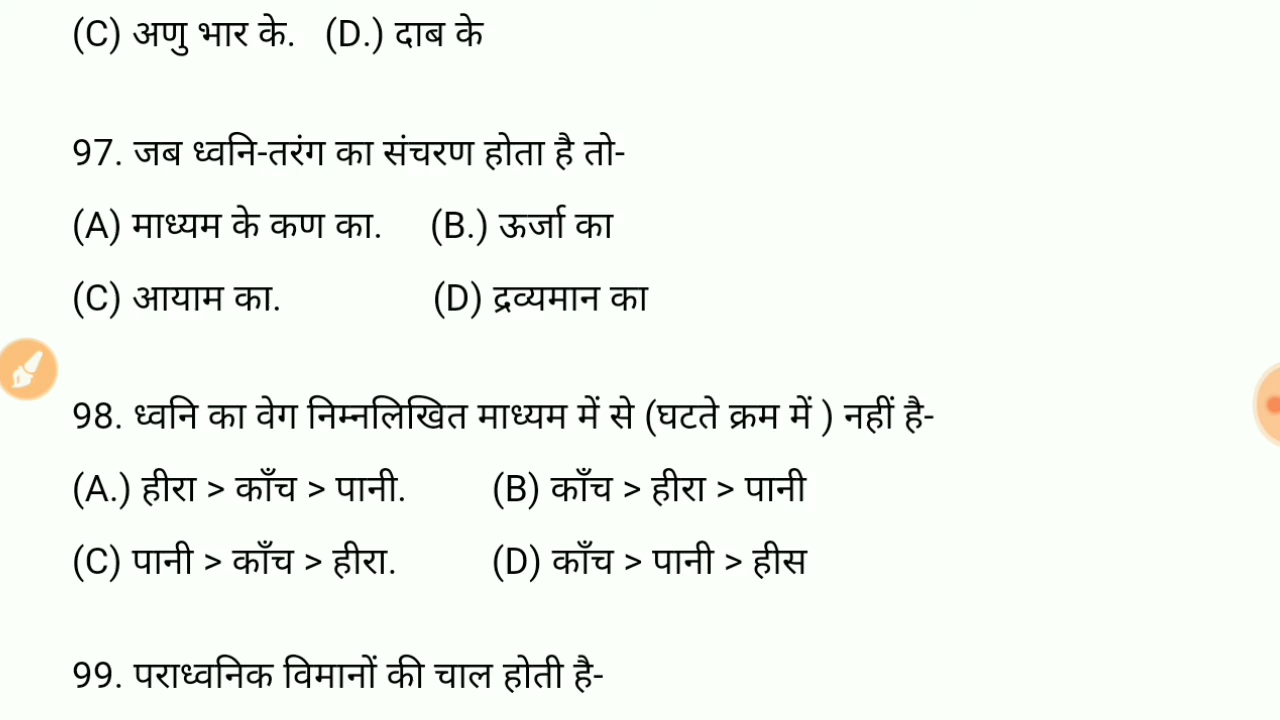 (C) अणु भार के. (D.) दाब के
97. जब ध्वनि-तरंग का संचरण होता है तो-
(A) माध्यम के कण का. (B.) ऊर्जा का
(C) आयाम का. (D) द्रव्यमान का
98. ध्वनि का वेग निम्नलिखित माध्यम में से (घटते क्रम में ) नहीं है-
(A.) हीरा > काँच > पानी. (B) काँच > हीरा > पानी
(C) पानी > काँच > हीरा. (D) काँच > पानी > हीस
99. पराध्वनिक विमानों की चाल होती है-